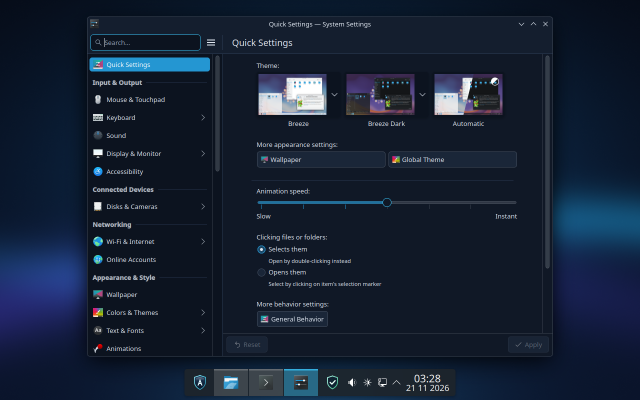 Quick Settings — System Settings
Search...
Quick Settings
Quick Settings
Input & Output
Mouse & Touchpad
Keyboard
Sound
Display & Monitor
Accessibility
Connected Devices
Disks & Cameras
Networking
Wi-Fi & Internet
Online Accounts
Appearance & Style
Wallpaper
Colors & Themes
Text & Fonts
Animations
Theme:
Breeze
Breeze Dark
Automatic
More appearance settings:
Wallpaper
Global Theme
Animation speed:
Slow
Instant
Clicking files or folders:
Selects them
Open by double-clicking instead
Opens them
Select by clicking on item's selection marker
More behavior settings:
General Behavior
Reset
Apply
03:28
21 11 2026